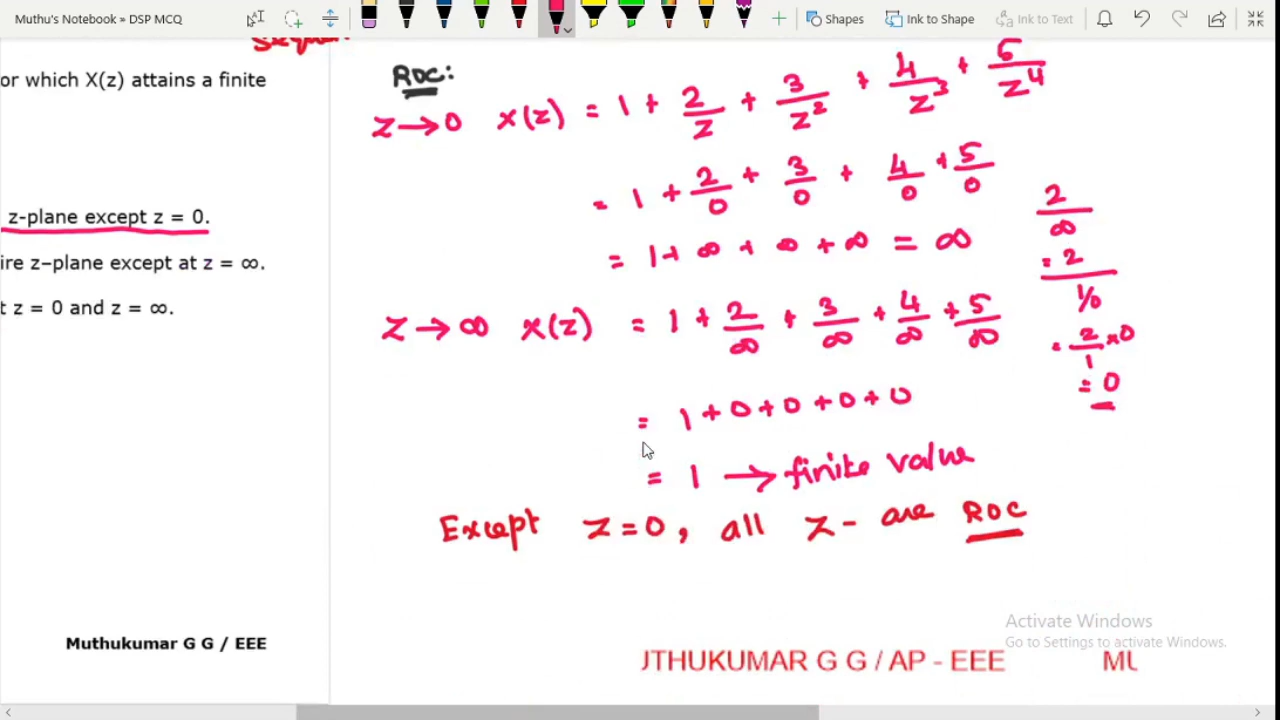 Muthu's Notebook » DSP MCQ
Shapes
Ink to Shape
Ink to Text
or which X(z) attains a finite
z-plane except z = 0.
ire z-plane except at z = ∞.
t z = 0 and z = ∞.
Muthukumar G G / EEE
ROC:
z→0 x(z) = 1 + 2/z + 3/z² + 4/z³ + 5/z⁴
= 1 + 2/0 + 3/0 + 4/0 + 5/0
= 1 + ∞ + ∞ + ∞ = ∞
z→∞ x(z) = 1 + 2/∞ + 3/∞ + 4/∞ + 5/∞
= 1 + 0 + 0 + 0 + 0
= 1 → finite value
Except z = 0, all z - are ROC
2/∞
= 2/(1/0)
= 2/1 × 0
= 0
Activate Windows
Go to Settings to activate Windows.
UTHUKUMAR G G / AP - EEE MU